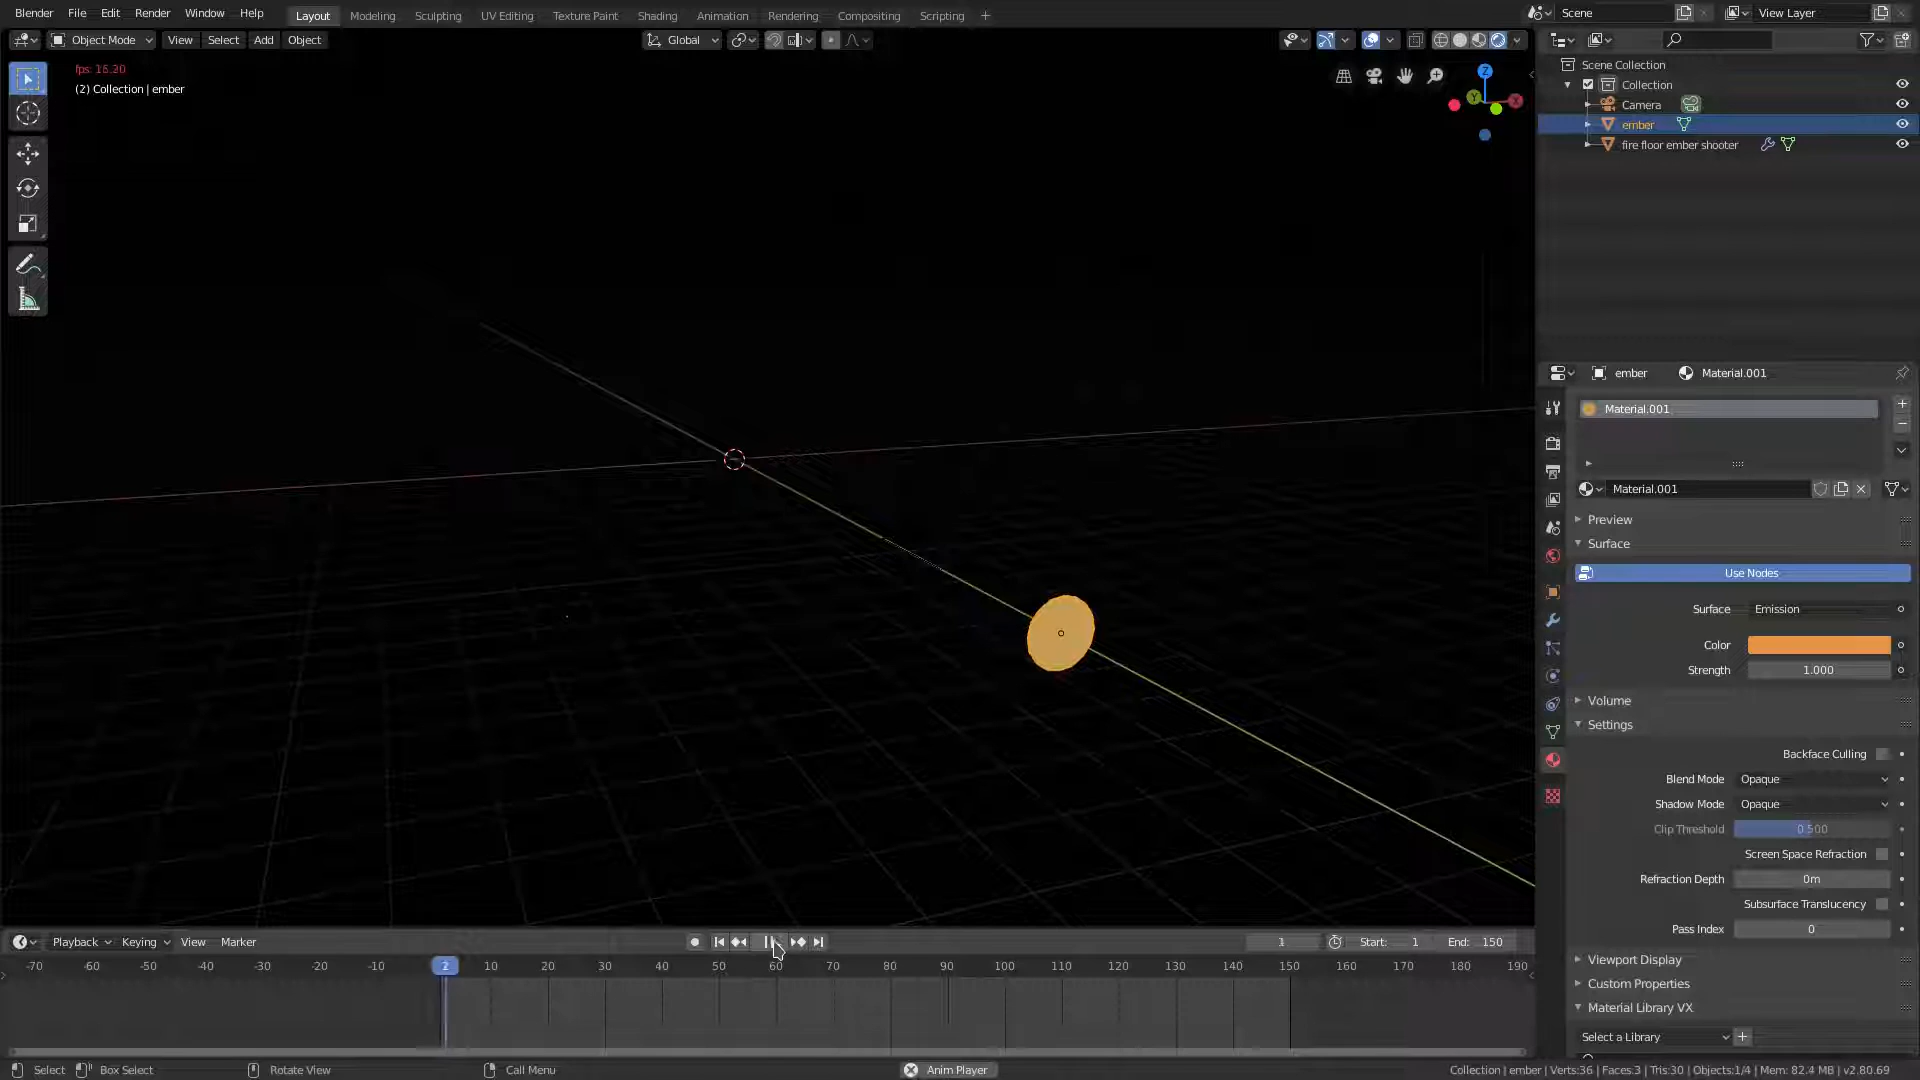 Blender File Edit Render Window Help Layout Modeling Sculpting UV Editing Texture Paint Shading Animation Rendering Compositing Scripting + Scene View Layer
Object Mode View Select Add Object Global
fps: 16.20
(2) Collection | ember
Z
Y
X
Scene Collection
Collection
Camera
ember
fire floor ember shooter
ember Material.001
Material.001
Material.001
Preview
Surface
Use Nodes
Surface Emission
Color
Strength 1.000
Volume
Settings
Backface Culling
Blend Mode Opaque
Shadow Mode Opaque
Clip Threshold 0.500
Screen Space Refraction
Refraction Depth 0m
Subsurface Translucency
Pass Index 0
Viewport Display
Custom Properties
Material Library VX
Select a Library
Playback Keying View Marker 1 Start: 1 End: 150
-70 -60 -50 -40 -30 -20 -10 2 10 20 30 40 50 60 70 80 90 100 110 120 130 140 150 160 170 180 190
Select Box Select Rotate View Call Menu Anim Player Collection | ember | Verts:36 | Faces:3 | Tris:30 | Objects:1/4 | Mem: 82.4 MB | v2.80.69